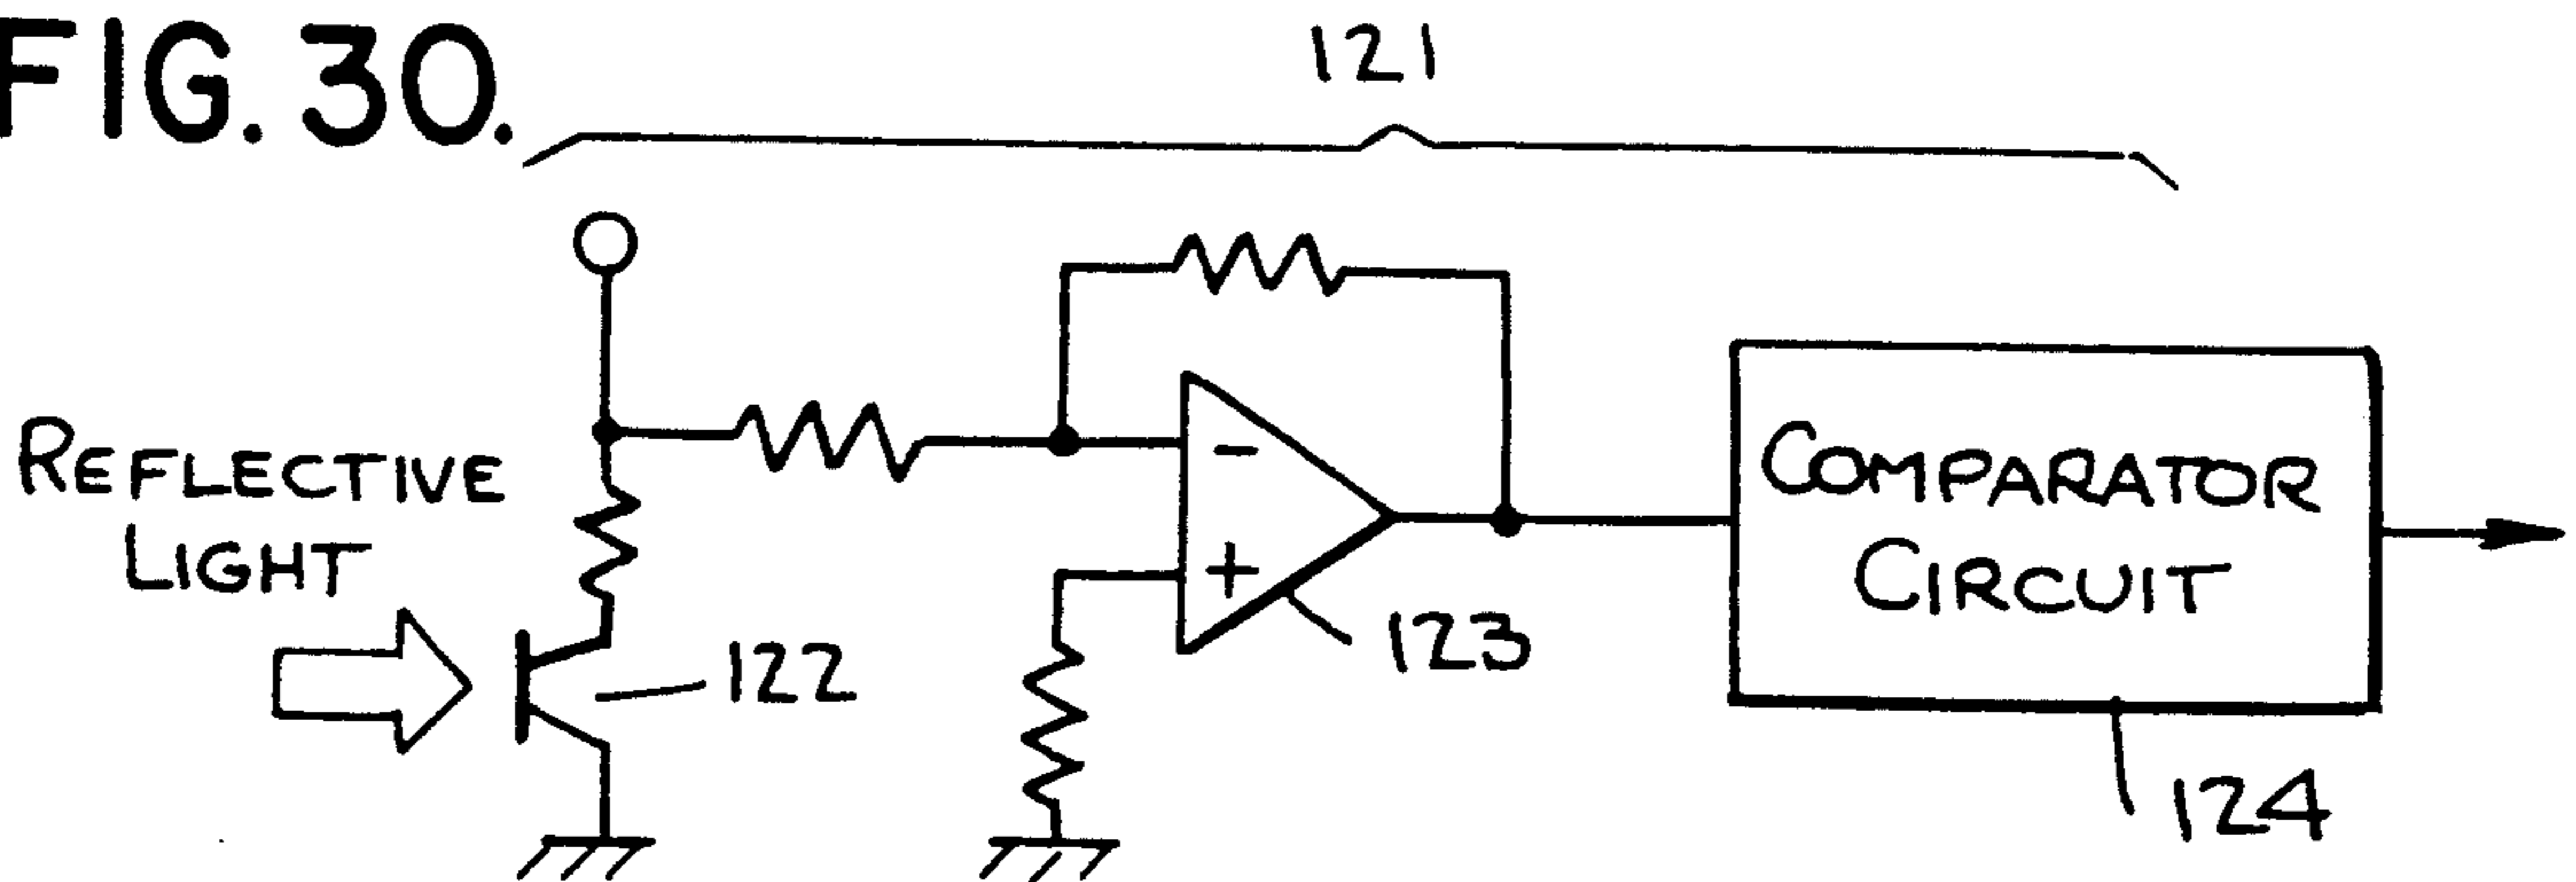 FIG. 30.
121
REFLECTIVE
LIGHT
122
-
+
123
COMPARATOR
CIRCUIT
124